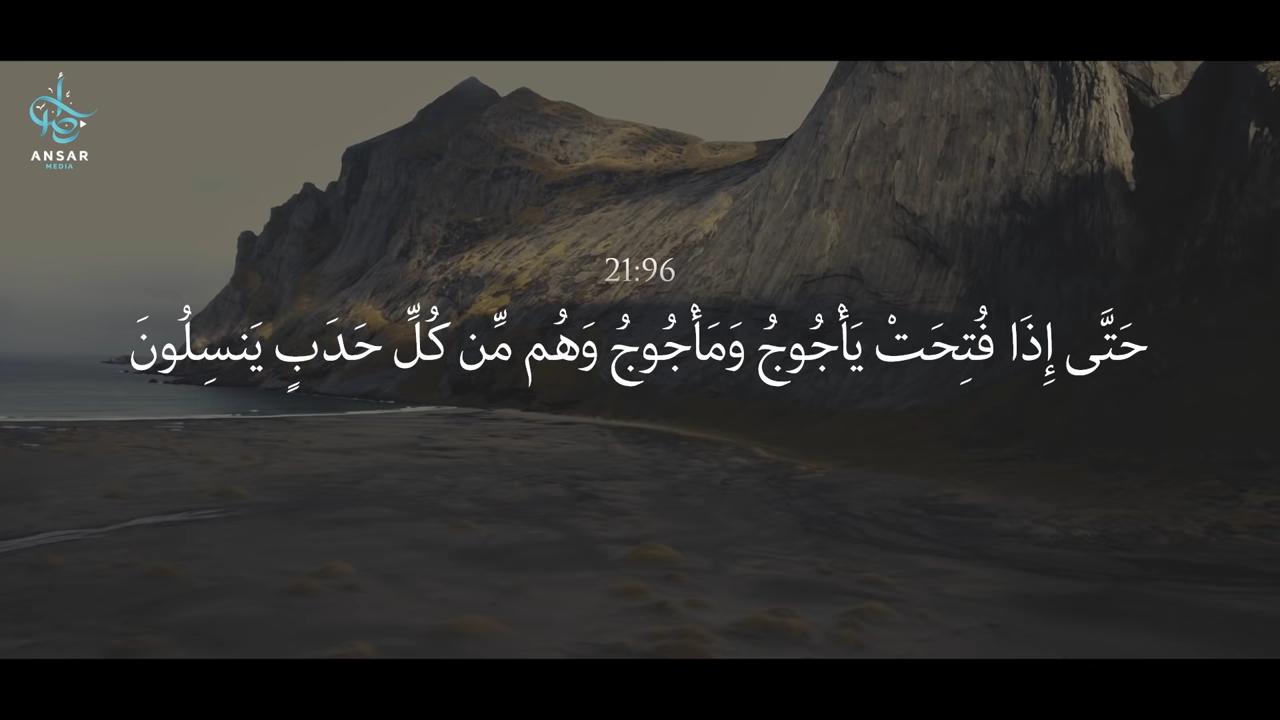 ANSAR
MEDIA
21:96
حَتَّى إِذَا فُتِحَتْ يَأْجُوجُ وَمَأْجُوجُ وَهُم مِّن كُلِّ حَدَبٍ يَنسِلُونَ